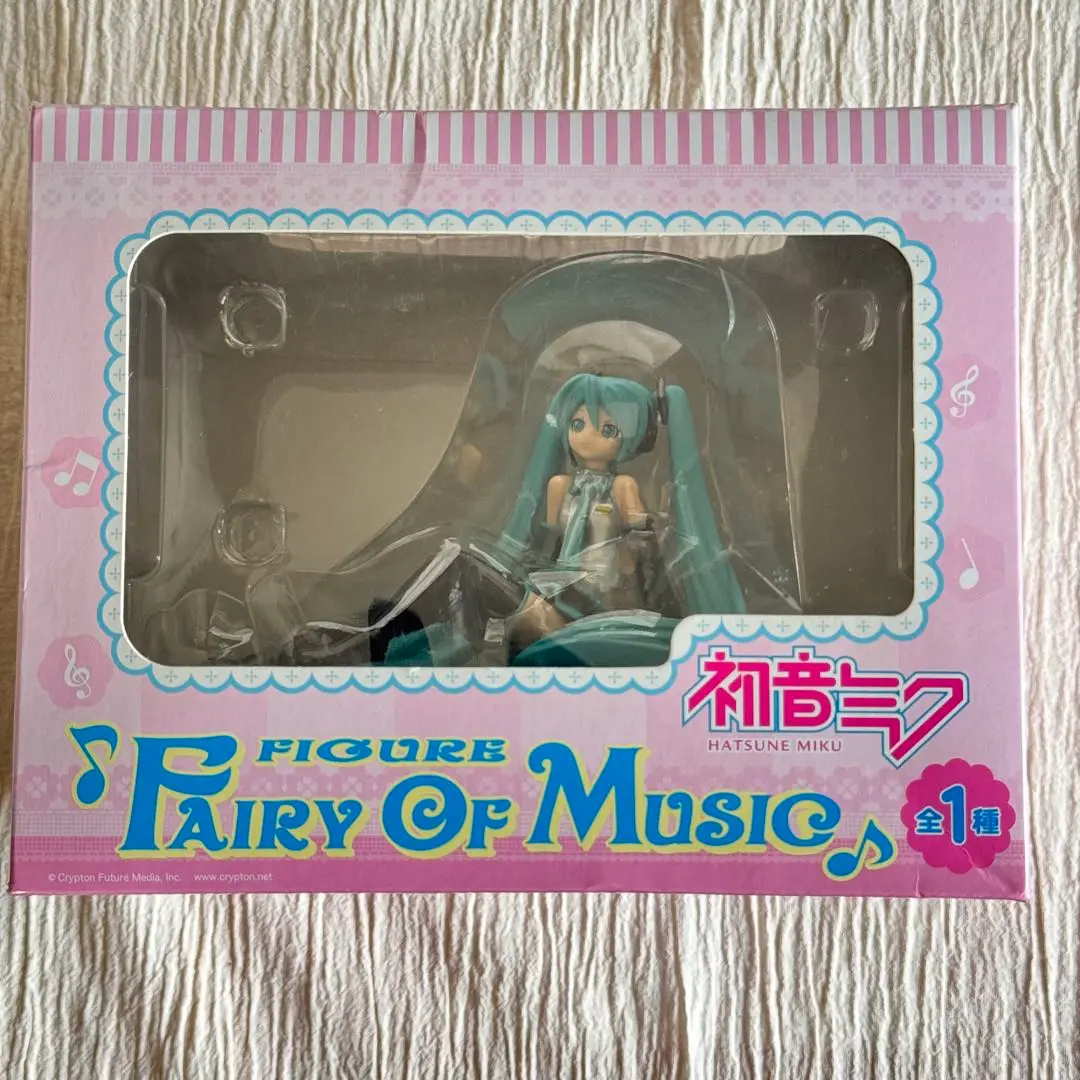 初音ミク
HATSUNE MIKU
FIGURE
FAIRY OF MUSIC
全1種
© Crypton Future Media, Inc. www.crypton.net